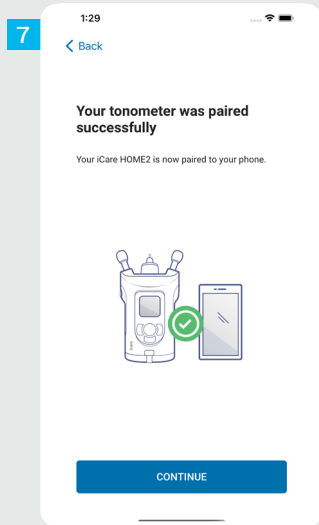 7
1:29
Back
Your tonometer was paired
successfully
Your iCare HOME2 is now paired to your phone.
CONTINUE